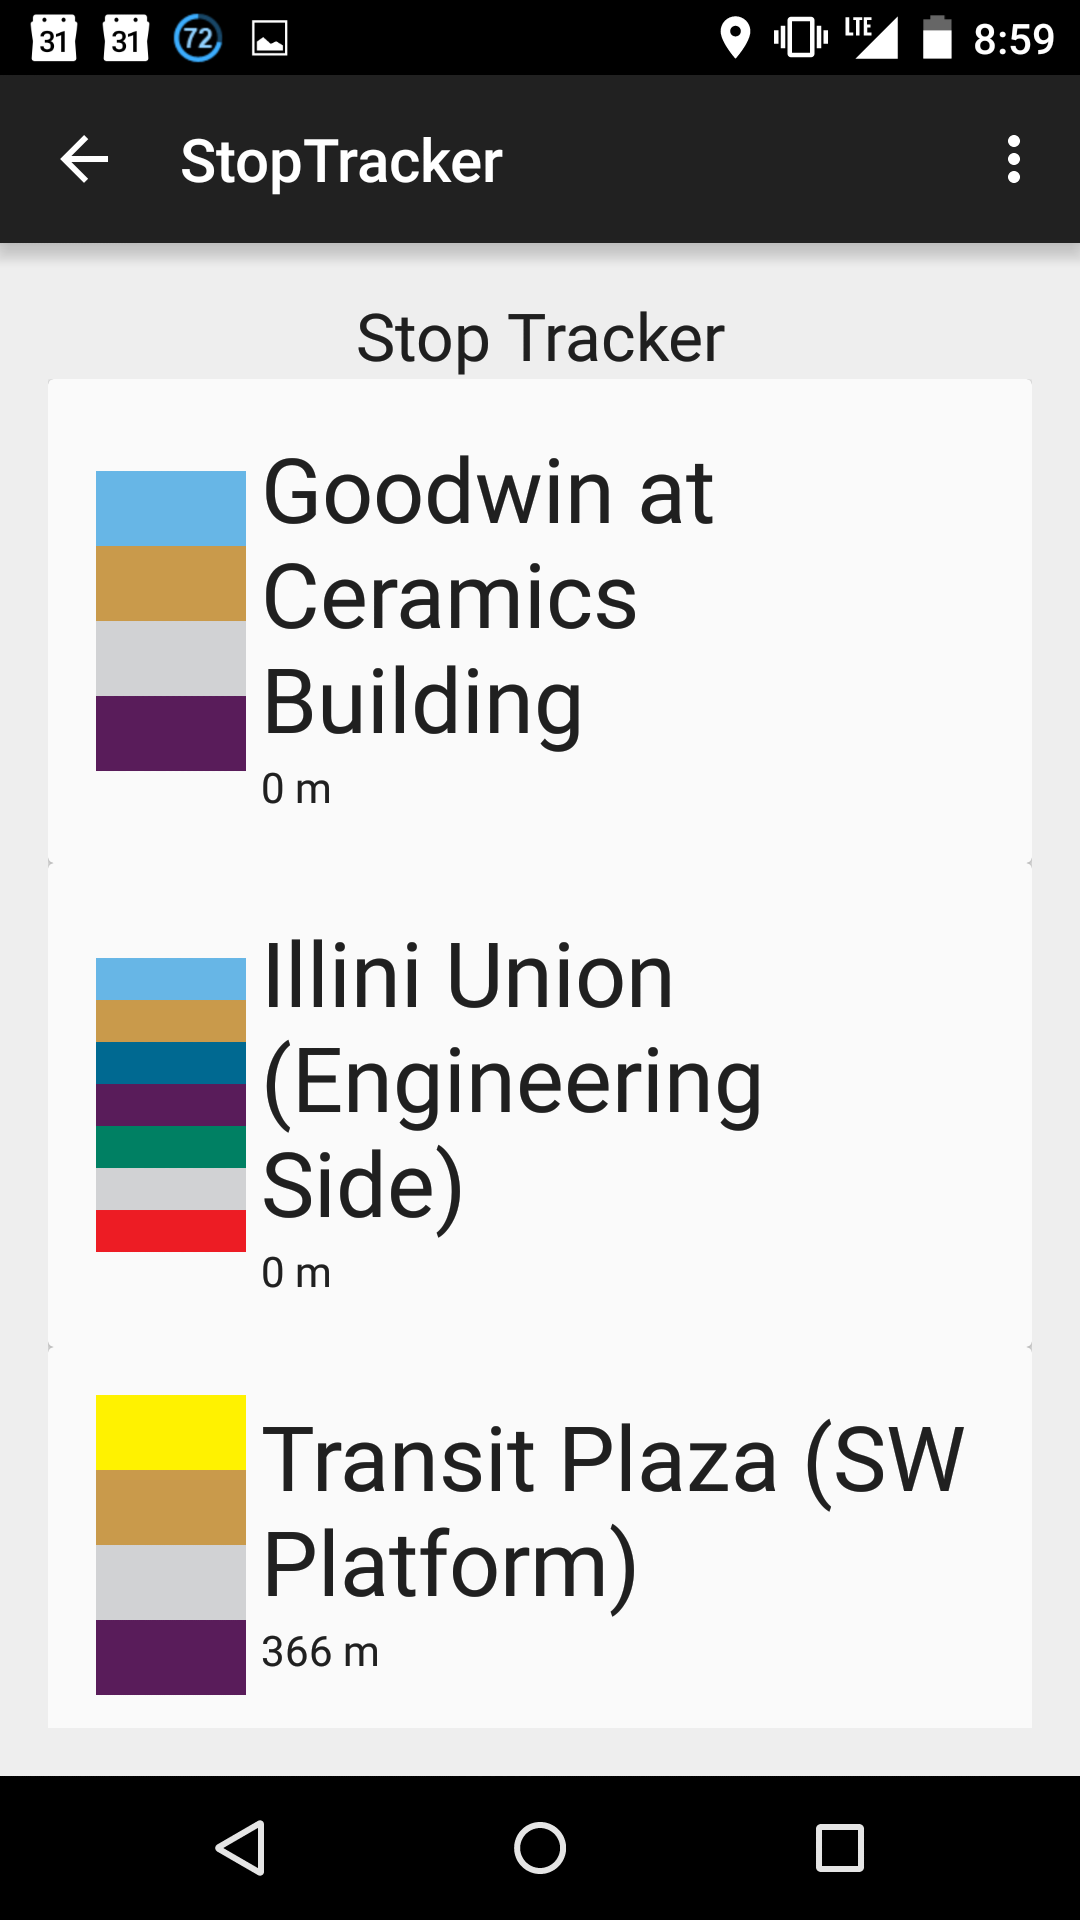 31 31 72 LTE 8:59
StopTracker
Stop Tracker
Goodwin at
Ceramics
Building
0 m
Illini Union
(Engineering
Side)
0 m
Transit Plaza (SW
Platform)
366 m